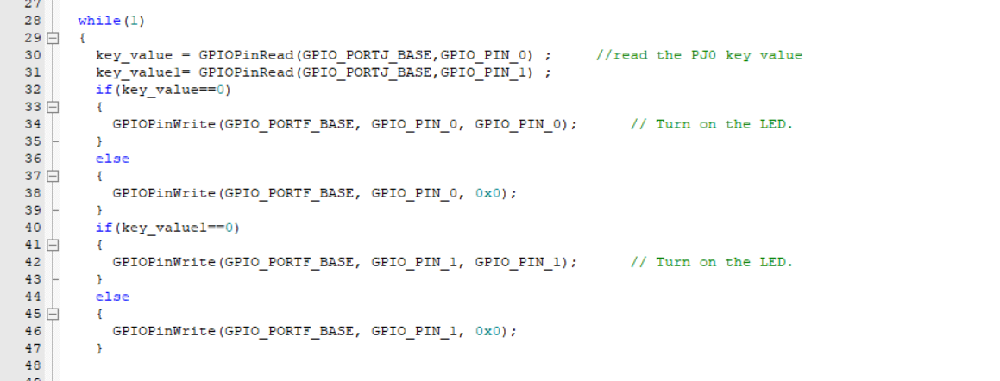 27
28 while(1)
29 {
30 key_value = GPIOPinRead(GPIO_PORTJ_BASE,GPIO_PIN_0) ; //read the PJ0 key value
31 key_value1= GPIOPinRead(GPIO_PORTJ_BASE,GPIO_PIN_1) ;
32 if(key_value==0)
33 {
34 GPIOPinWrite(GPIO_PORTF_BASE, GPIO_PIN_0, GPIO_PIN_0); // Turn on the LED.
35 }
36 else
37 {
38 GPIOPinWrite(GPIO_PORTF_BASE, GPIO_PIN_0, 0x0);
39 }
40 if(key_value1==0)
41 {
42 GPIOPinWrite(GPIO_PORTF_BASE, GPIO_PIN_1, GPIO_PIN_1); // Turn on the LED.
43 }
44 else
45 {
46 GPIOPinWrite(GPIO_PORTF_BASE, GPIO_PIN_1, 0x0);
47 }
48